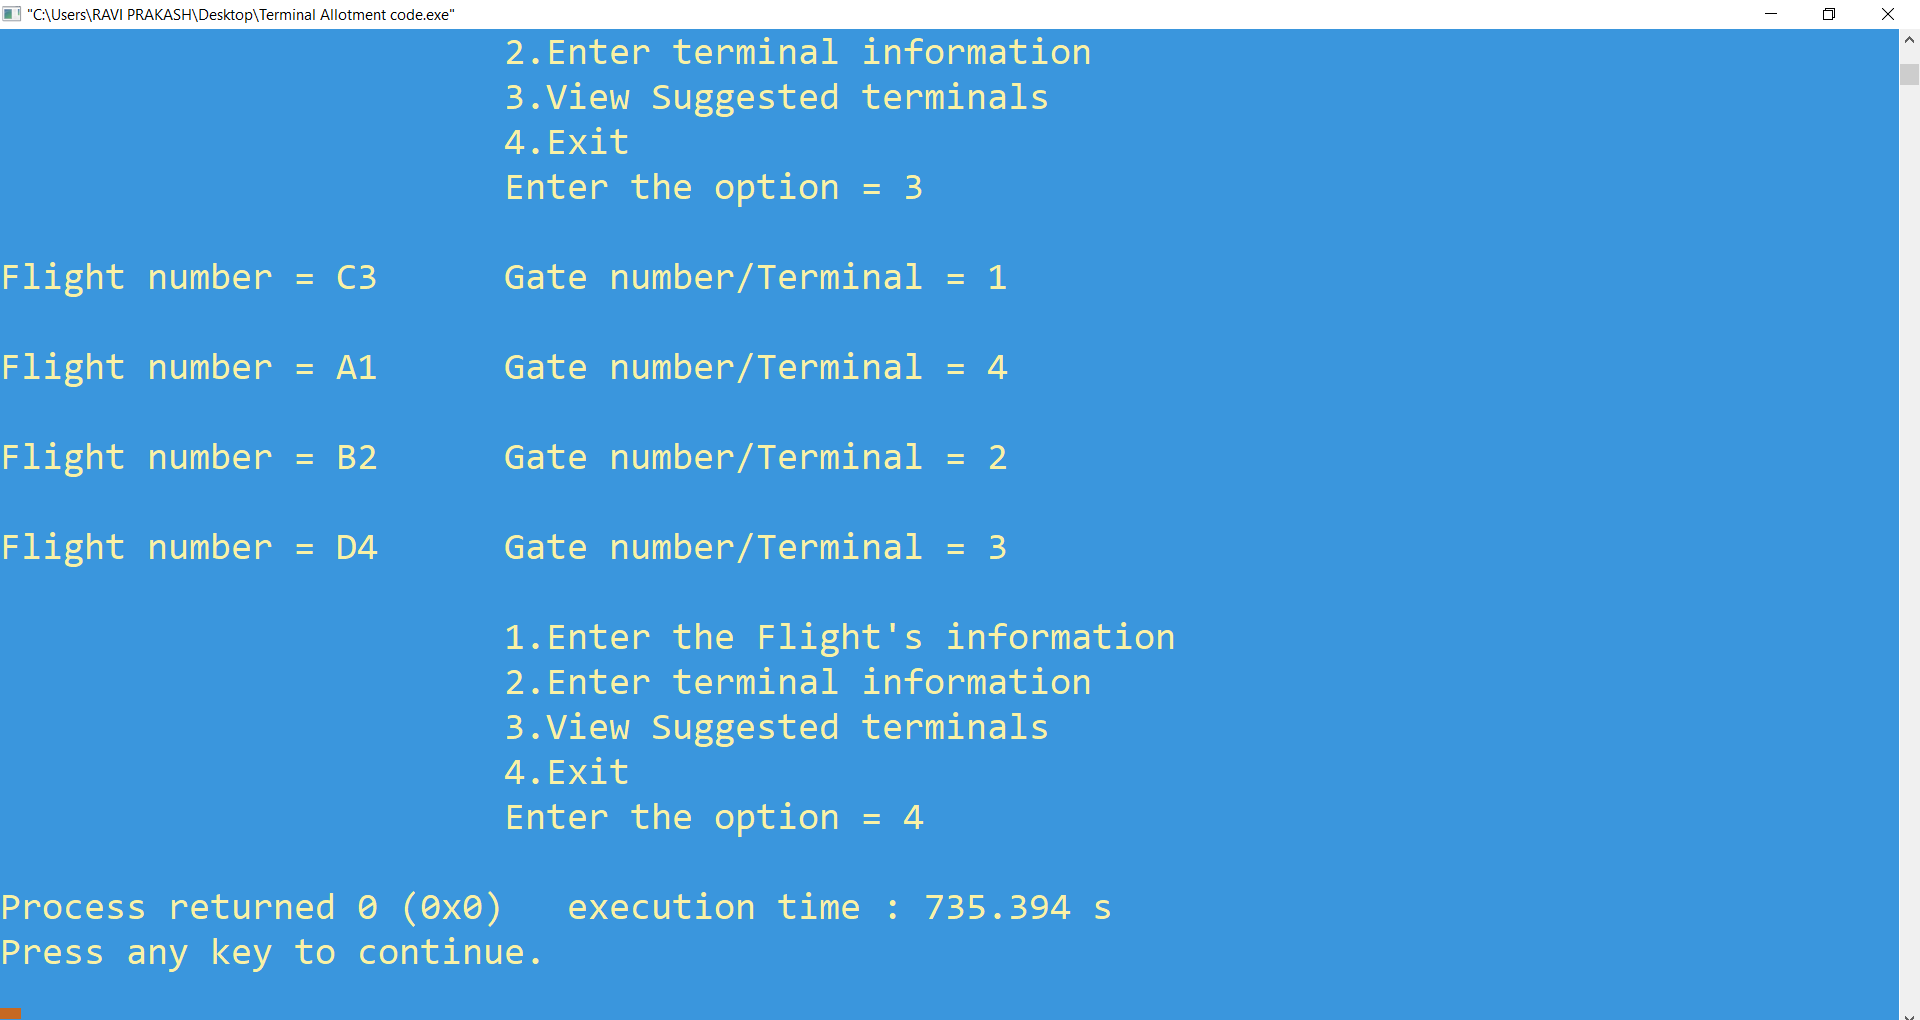 "C:\Users\RAVI PRAKASH\Desktop\Terminal Allotment code.exe"
2.Enter terminal information
3.View Suggested terminals
4.Exit
Enter the option = 3
Flight number = C3 Gate number/Terminal = 1
Flight number = A1 Gate number/Terminal = 4
Flight number = B2 Gate number/Terminal = 2
Flight number = D4 Gate number/Terminal = 3
1.Enter the Flight's information
2.Enter terminal information
3.View Suggested terminals
4.Exit
Enter the option = 4
Process returned 0 (0x0) execution time : 735.394 s
Press any key to continue.